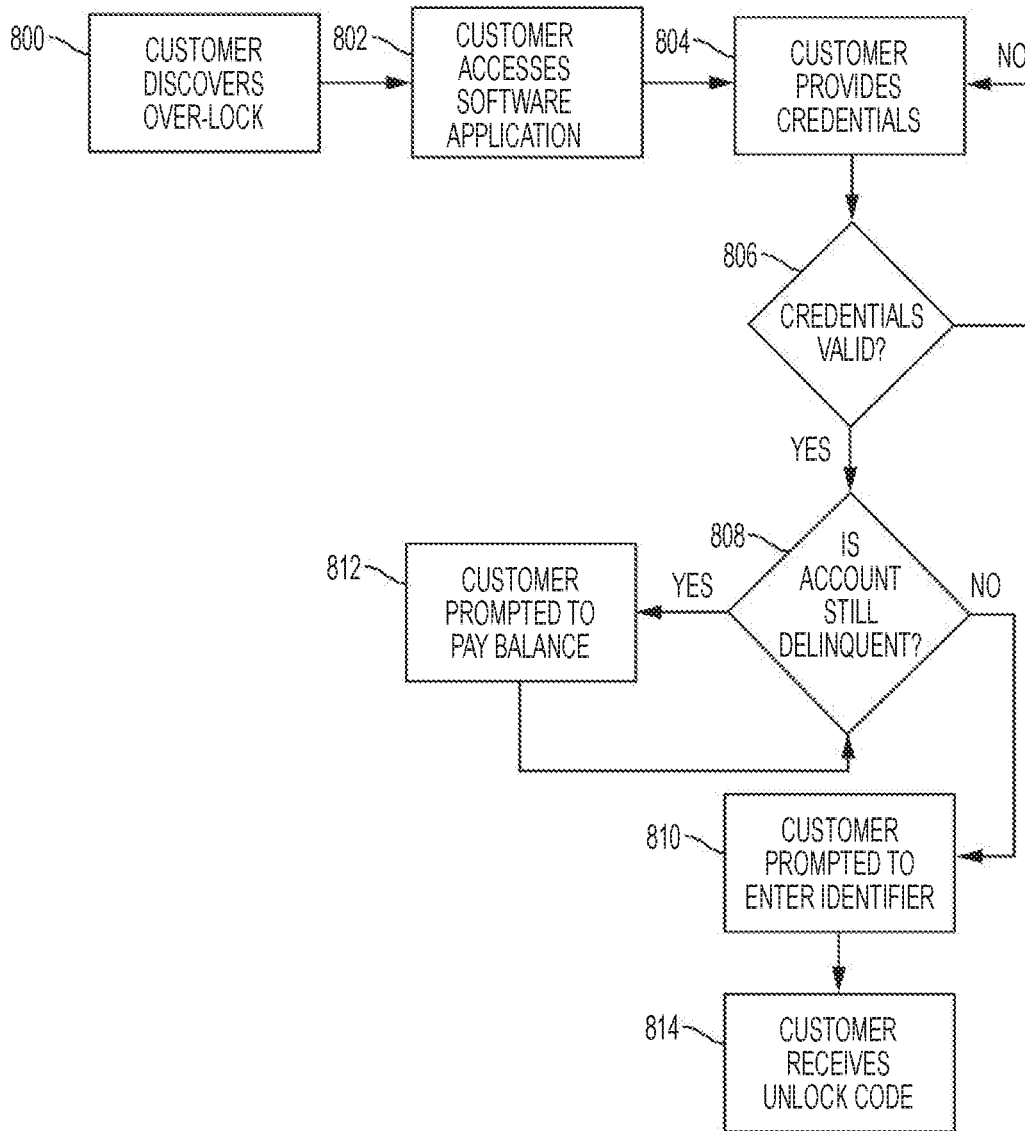 800
CUSTOMER
DISCOVERS
OVER-LOCK
802
CUSTOMER
ACCESSES
SOFTWARE
APPLICATION
804
CUSTOMER
PROVIDES
CREDENTIALS
NO
806
CREDENTIALS
VALID?
YES
808
IS
ACCOUNT
STILL
DELINQUENT?
YES
NO
812
CUSTOMER
PROMPTED TO
PAY BALANCE
810
CUSTOMER
PROMPTED TO
ENTER IDENTIFIER
814
CUSTOMER
RECEIVES
UNLOCK CODE